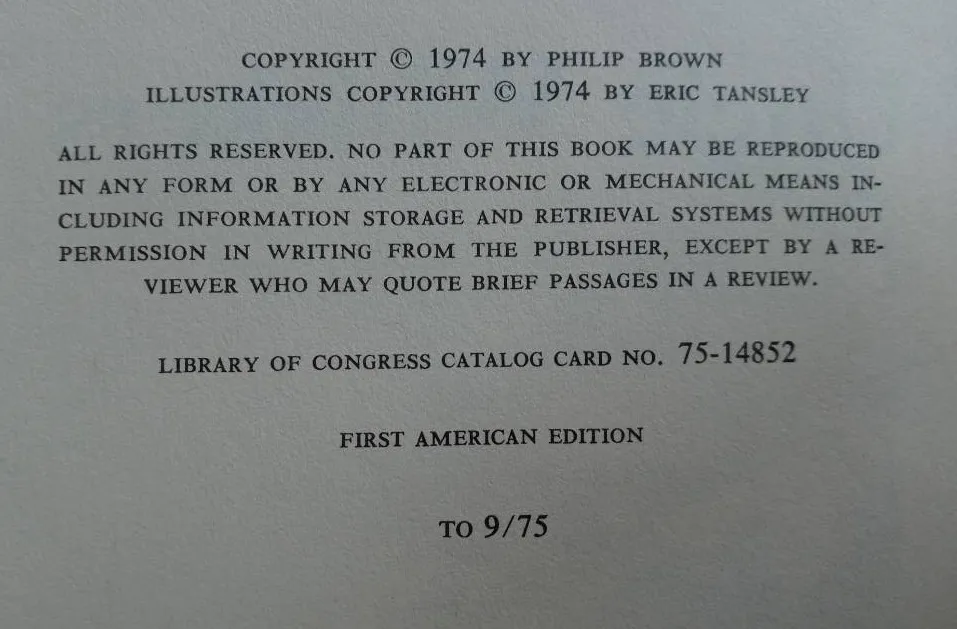 COPYRIGHT © 1974 BY PHILIP BROWN
ILLUSTRATIONS COPYRIGHT © 1974 BY ERIC TANSLEY
ALL RIGHTS RESERVED. NO PART OF THIS BOOK MAY BE REPRODUCED
IN ANY FORM OR BY ANY ELECTRONIC OR MECHANICAL MEANS IN-
CLUDING INFORMATION STORAGE AND RETRIEVAL SYSTEMS WITHOUT
PERMISSION IN WRITING FROM THE PUBLISHER, EXCEPT BY A RE-
VIEWER WHO MAY QUOTE BRIEF PASSAGES IN A REVIEW.
LIBRARY OF CONGRESS CATALOG CARD NO. 75-14852
FIRST AMERICAN EDITION
TO 9/75